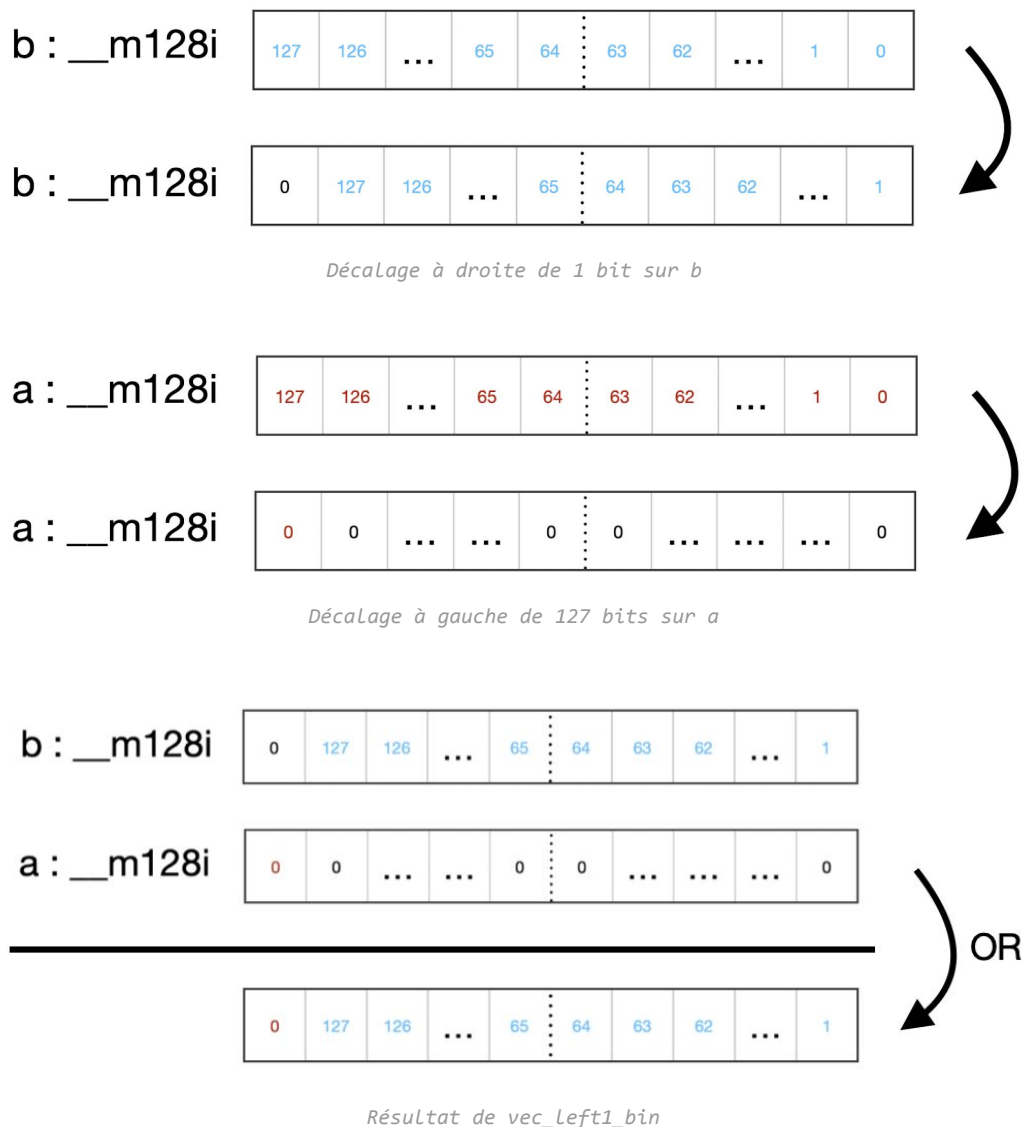 b : __m128i 127 126 ... 65 64 63 62 ... 1 0
b : __m128i 0 127 126 ... 65 64 63 62 ... 1
Décalage à droite de 1 bit sur b
a : __m128i 127 126 ... 65 64 63 62 ... 1 0
a : __m128i 0 0 ... ... 0 0 ... ... ... 0
Décalage à gauche de 127 bits sur a
b : __m128i 0 127 126 ... 65 64 63 62 ... 1
a : __m128i 0 0 ... ... 0 0 ... ... ... 0
OR
0 127 126 ... 65 64 63 62 ... 1
Résultat de vec_left1_bin